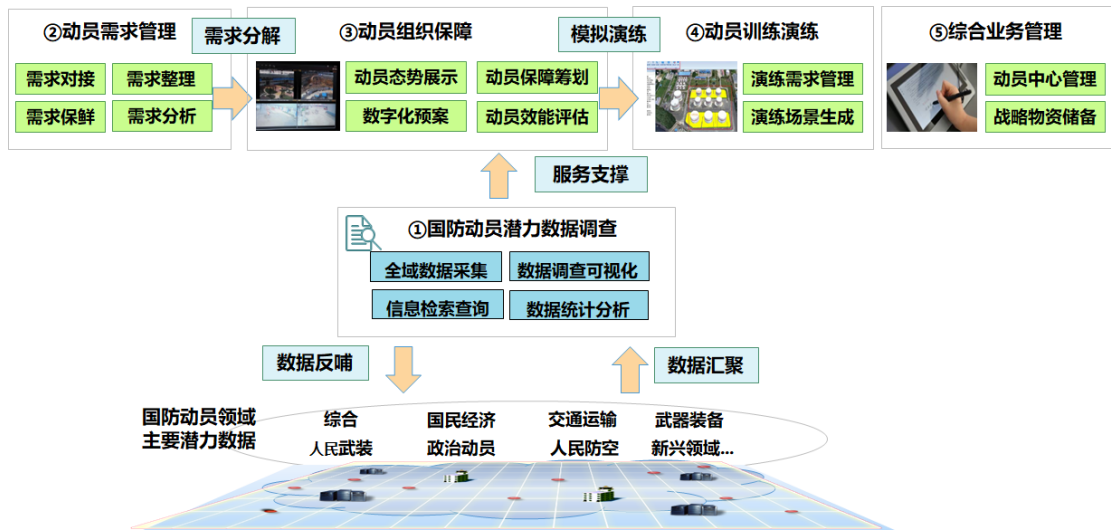 ②动员需求管理
需求对接
需求整理
需求保鲜
需求分析
需求分解
③动员组织保障
动员态势展示
动员保障筹划
数字化预案
动员效能评估
模拟演练
④动员训练演练
演练需求管理
演练场景生成
⑤综合业务管理
动员中心管理
战略物资储备
服务支撑
①国防动员潜力数据调查
全域数据采集
数据调查可视化
信息检索查询
数据统计分析
数据反哺
数据汇聚
国防动员领域
主要潜力数据
综合
国民经济
交通运输
武器装备
人民武装
政治动员
人民防空
新兴领域...